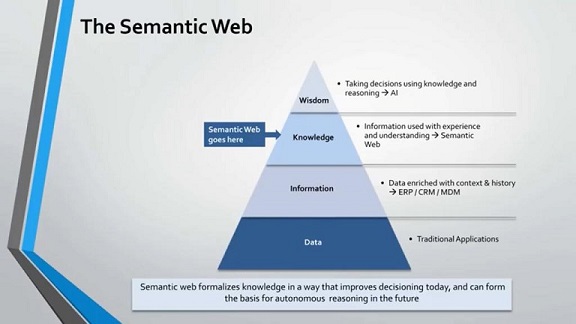 The Semantic Web
Wisdom
• Taking decisions using knowledge and
reasoning → AI
Semantic Web
goes here
Knowledge
• Information used with experience
and understanding → Semantic
Web
Information
• Data enriched with context & history
→ ERP / CRM / MDM
Data
• Traditional Applications
Semantic web formalizes knowledge in a way that improves decisioning today, and can form
the basis for autonomous reasoning in the future